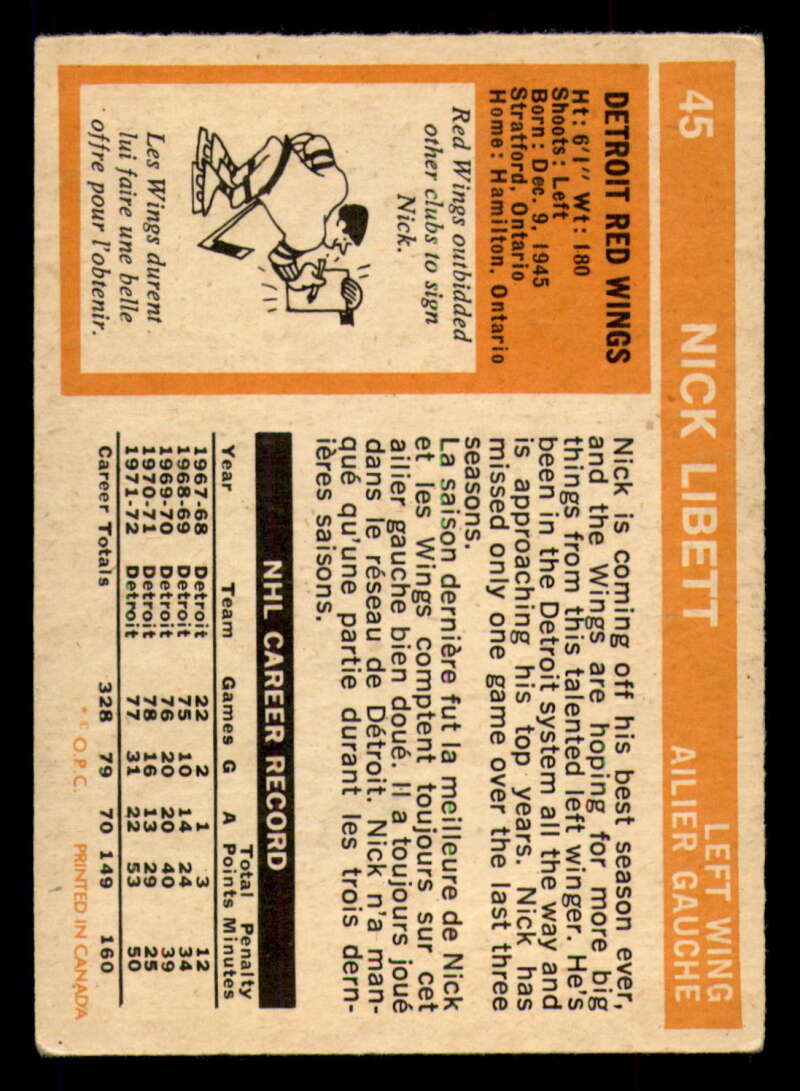 45
NICK LIBETT
LEFT WING
AILIER GAUCHE
DETROIT RED WINGS
Ht: 6'1" Wt: 180
Shoots: Left
Born: Dec. 9, 1945
Stratford, Ontario
Home: Hamilton, Ontario
Red Wings outbidded
other clubs to sign
Nick.
Les Wings durent
lui faire une belle
offre pour l'obtenir.
Nick is coming off his best season ever,
and the Wings are hoping for more big
things from this talented left winger. He's
been in the Detroit system all the way and
is approaching his top years. Nick has
missed only one game over the last three
seasons.
La saison dernière fut la meilleure de Nick
et les Wings comptent toujours sur cet
ailier gauche bien doué. Il a toujours joué
dans le réseau de Détroit. Nick n'a man-
qué qu'une partie durant les trois dern-
ières saisons.
NHL CAREER RECORD
Total Penalty
Year Team Games G A Points Minutes
1967-68 Detroit 22 2 1 3 12
1968-69 Detroit 75 10 14 24 34
1969-70 Detroit 76 20 20 40 39
1970-71 Detroit 78 16 13 29 25
1971-72 Detroit 77 31 22 53 50
Career Totals 328 79 70 149 160
* © O.P.C. PRINTED IN CANADA